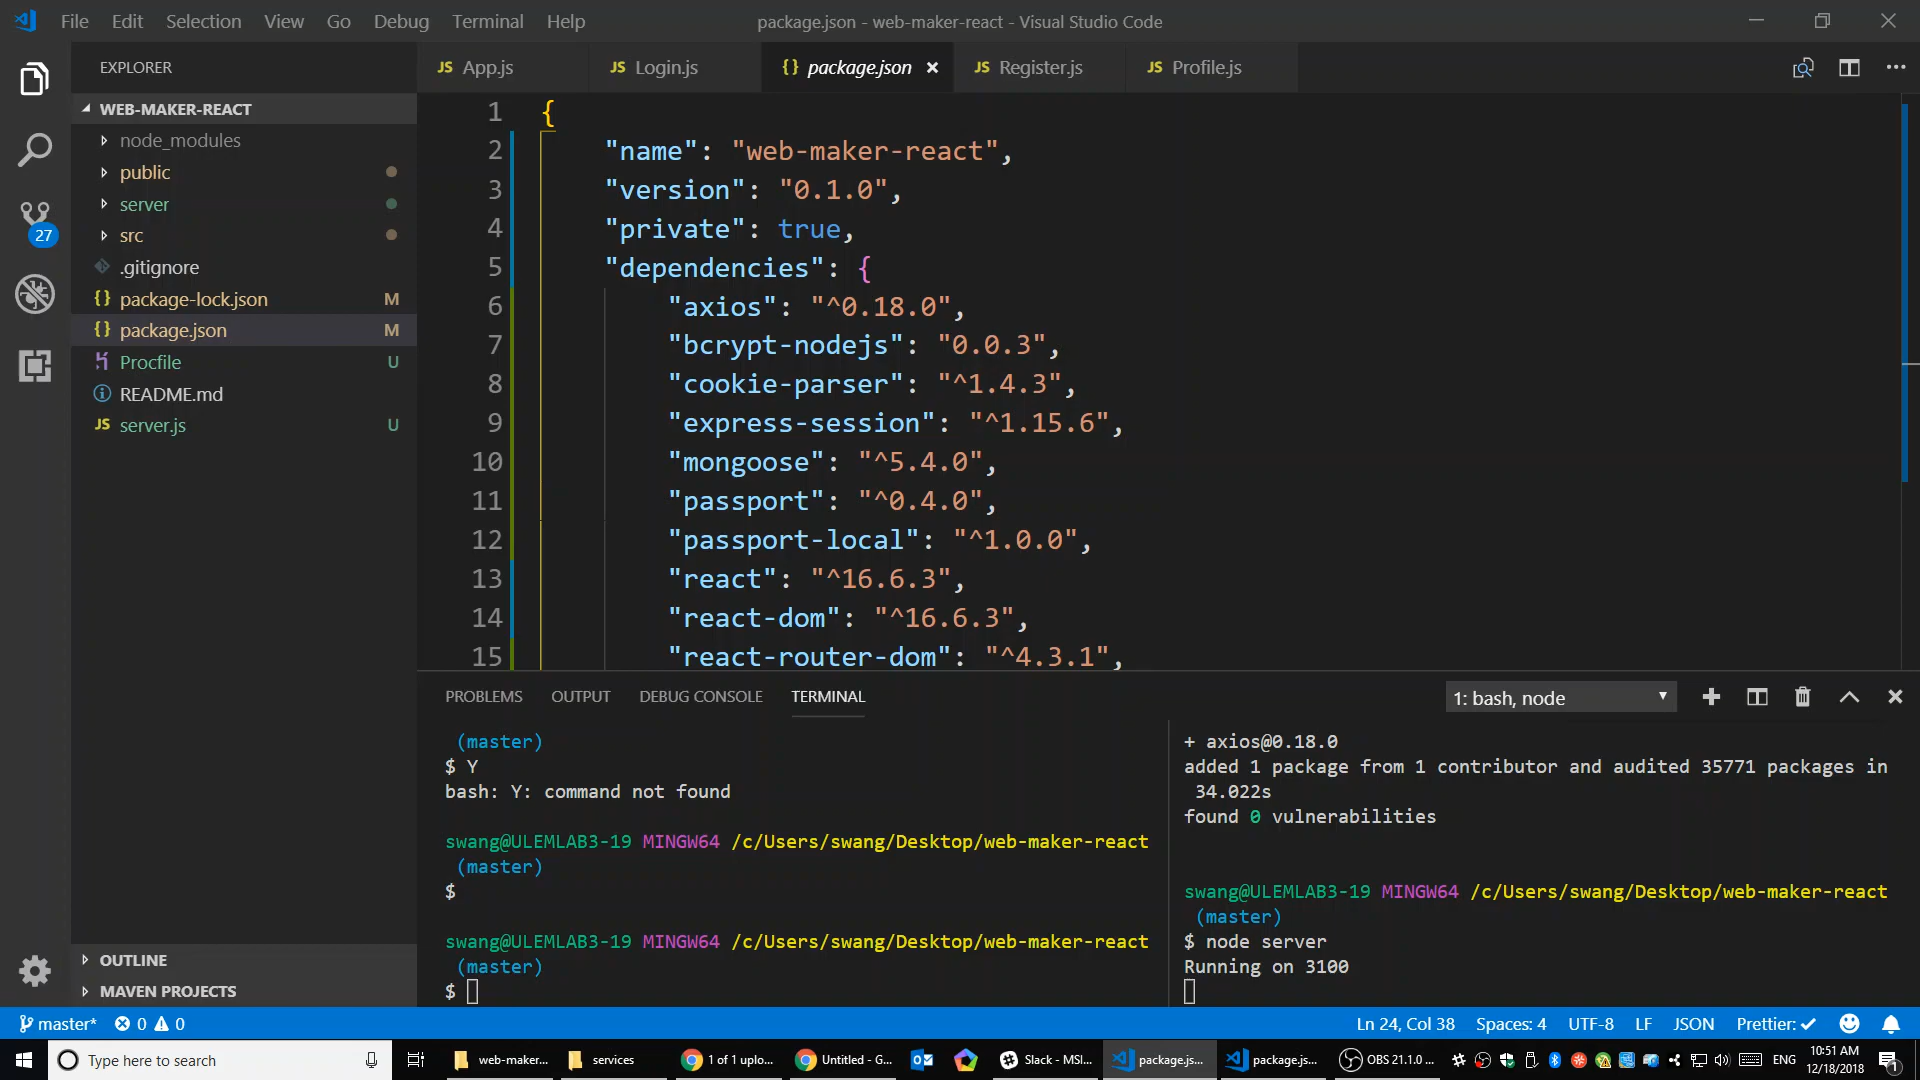 File Edit Selection View Go Debug Terminal Help
package.json - web-maker-react - Visual Studio Code
EXPLORER
WEB-MAKER-REACT
node_modules
public
server
src
.gitignore
package-lock.json M
package.json M
Procfile U
README.md
JS server.js U
27
OUTLINE
MAVEN PROJECTS
JS App.js
JS Login.js
{} package.json
JS Register.js
JS Profile.js
1 {
2 "name": "web-maker-react",
3 "version": "0.1.0",
4 "private": true,
5 "dependencies": {
6 "axios": "^0.18.0",
7 "bcrypt-nodejs": "0.0.3",
8 "cookie-parser": "^1.4.3",
9 "express-session": "^1.15.6",
10 "mongoose": "^5.4.0",
11 "passport": "^0.4.0",
12 "passport-local": "^1.0.0",
13 "react": "^16.6.3",
14 "react-dom": "^16.6.3",
15 "react-router-dom": "^4.3.1",
PROBLEMS OUTPUT DEBUG CONSOLE TERMINAL
1: bash, node
(master)
$ Y
bash: Y: command not found
swang@ULEMLAB3-19 MINGW64 /c/Users/swang/Desktop/web-maker-react
(master)
$
swang@ULEMLAB3-19 MINGW64 /c/Users/swang/Desktop/web-maker-react
(master)
$
+ axios@0.18.0
added 1 package from 1 contributor and audited 35771 packages in
34.022s
found 0 vulnerabilities
swang@ULEMLAB3-19 MINGW64 /c/Users/swang/Desktop/web-maker-react
(master)
$ node server
Running on 3100
master* 0 0
Ln 24, Col 38 Spaces: 4 UTF-8 LF JSON Prettier: ✓
Type here to search
web-maker...
services
1 of 1 uplo...
Untitled - G...
Slack - MSI...
package.js...
package.js...
OBS 21.1.0 ...
ENG
10:51 AM
12/18/2018
1